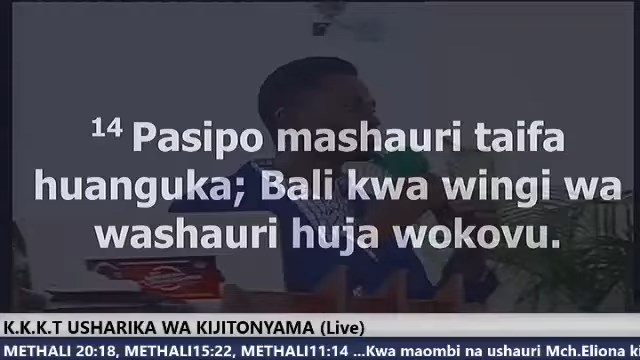 ¹⁴ Pasipo mashauri taifa
huanguka; Bali kwa wingi wa
washauri huja wokovu.
K.K.K.T USHARIKA WA KIJITONYAMA (Live)
METHALI 20:18, METHALI15:22, METHALI11:14 ...Kwa maombi na ushauri Mch.Eliona